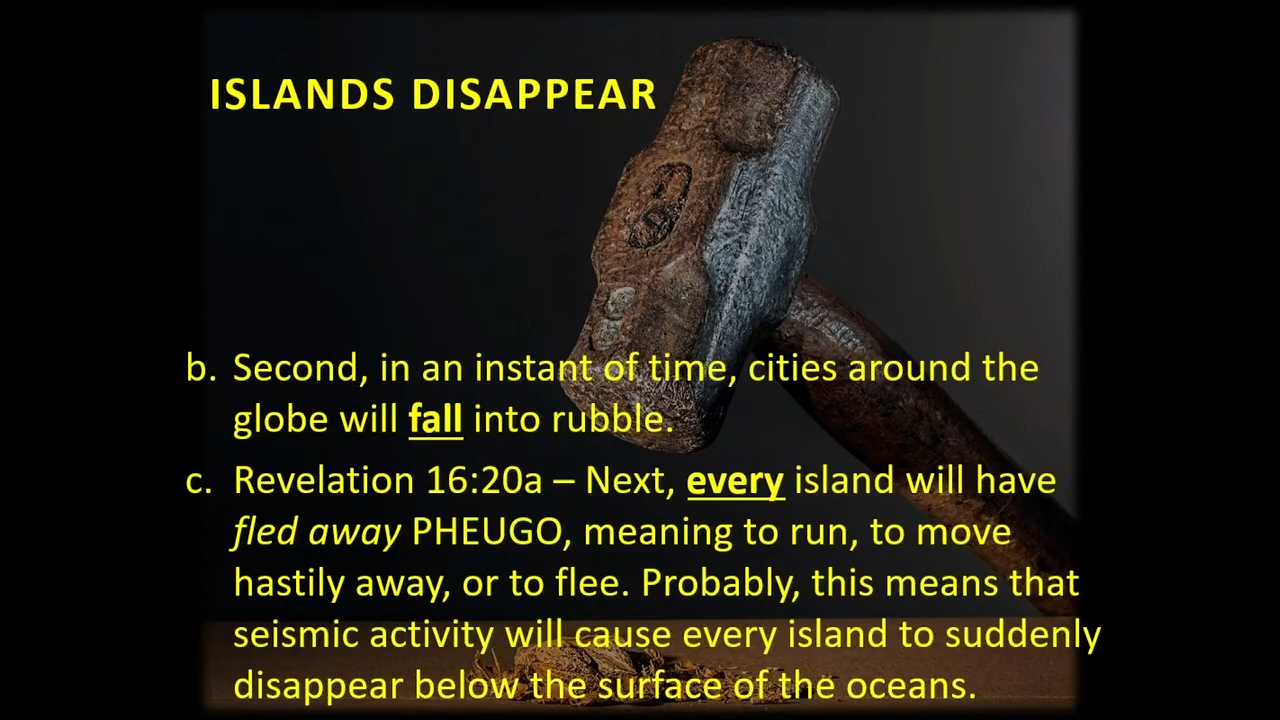 ISLANDS DISAPPEAR
b. Second, in an instant of time, cities around the
globe will fall into rubble.
c. Revelation 16:20a – Next, every island will have
fled away PHEUGO, meaning to run, to move
hastily away, or to flee. Probably, this means that
seismic activity will cause every island to suddenly
disappear below the surface of the oceans.